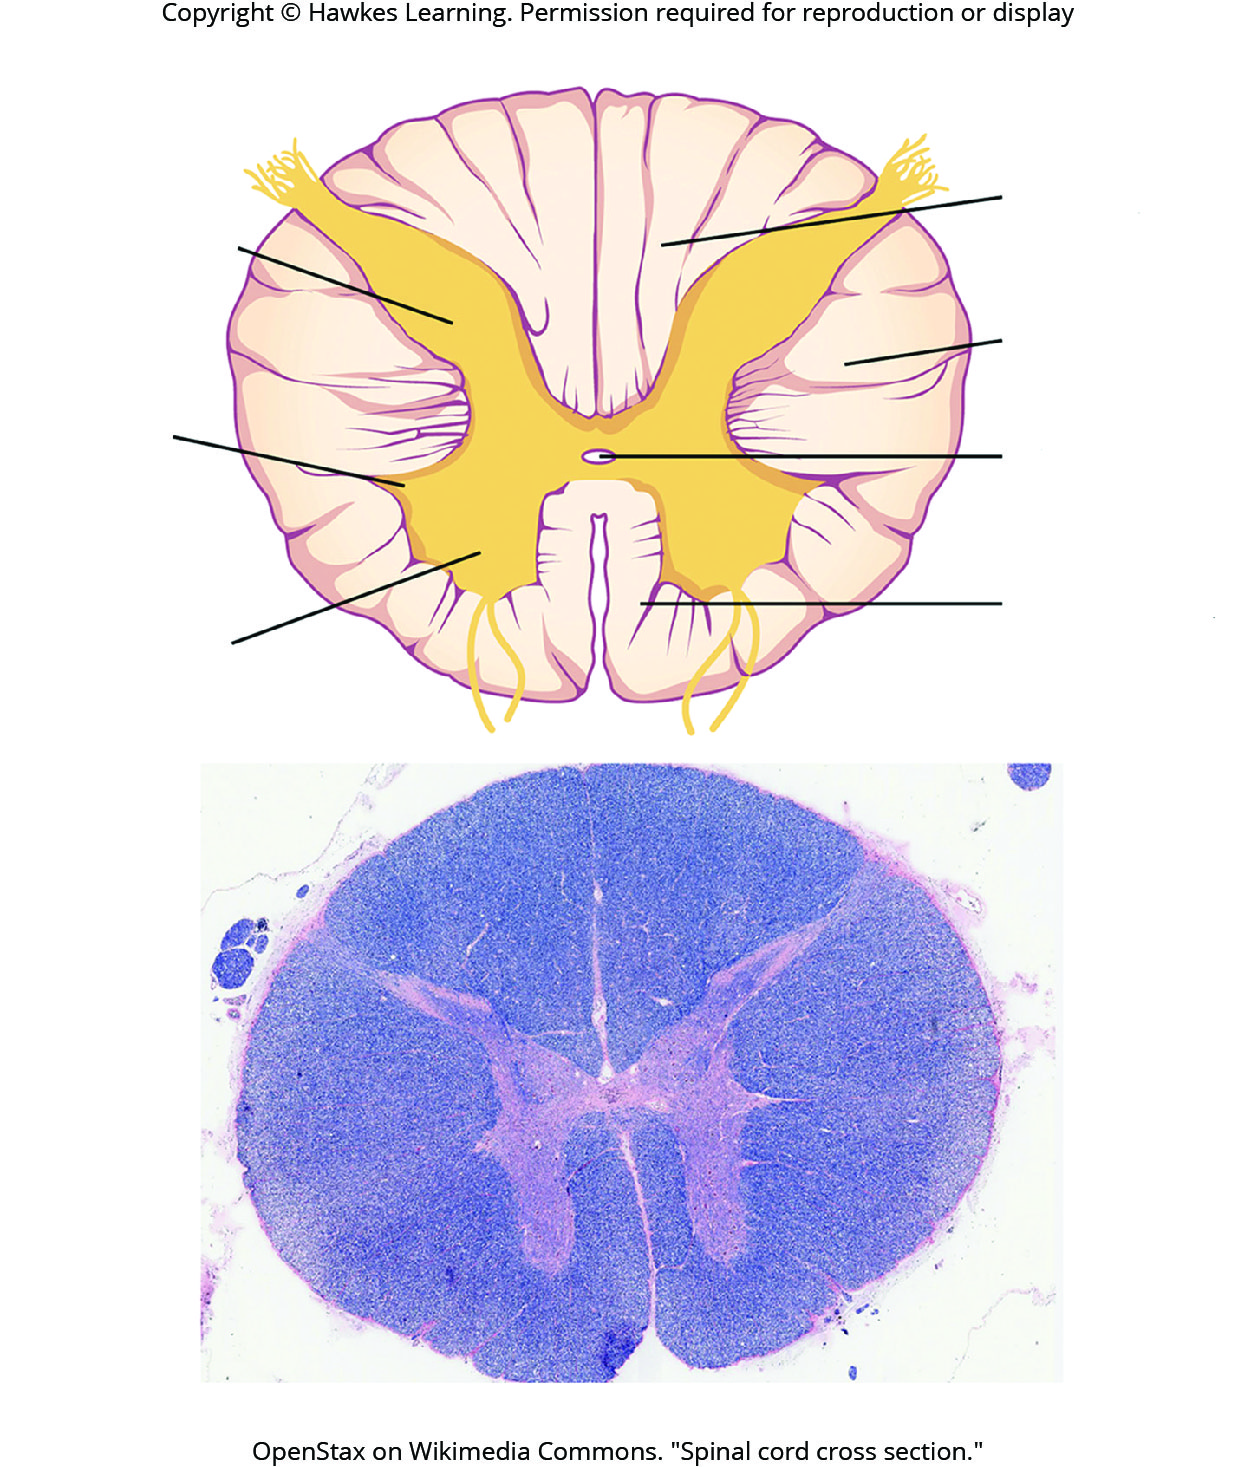 Copyright © Hawkes Learning. Permission required for reproduction or display
OpenStax on Wikimedia Commons. "Spinal cord cross section."